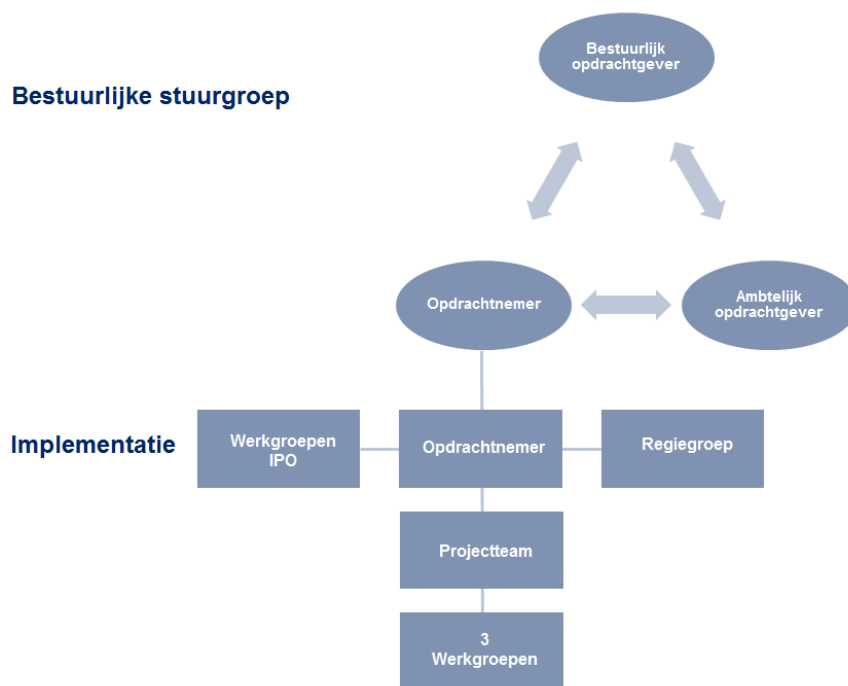 Bestuurlijk
opdrachtgever
Bestuurlijke stuurgroep
Opdrachtnemer
Ambtelijk
opdrachtgever
Implementatie
Werkgroepen
IPO
Opdrachtnemer
Regiegroep
Projectteam
3
Werkgroepen